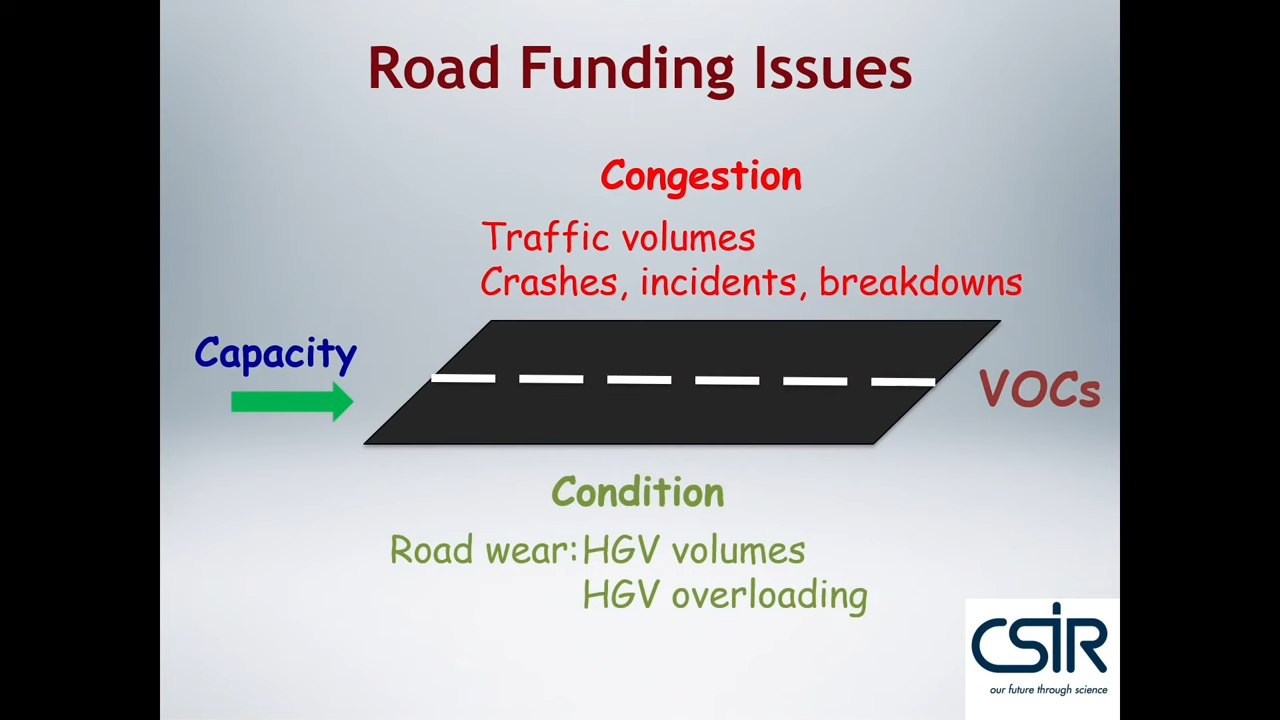 Road Funding Issues
Congestion
Traffic volumes
Crashes, incidents, breakdowns
Capacity
VOCs
Condition
Road wear: HGV volumes
HGV overloading
CSIR
our future through science